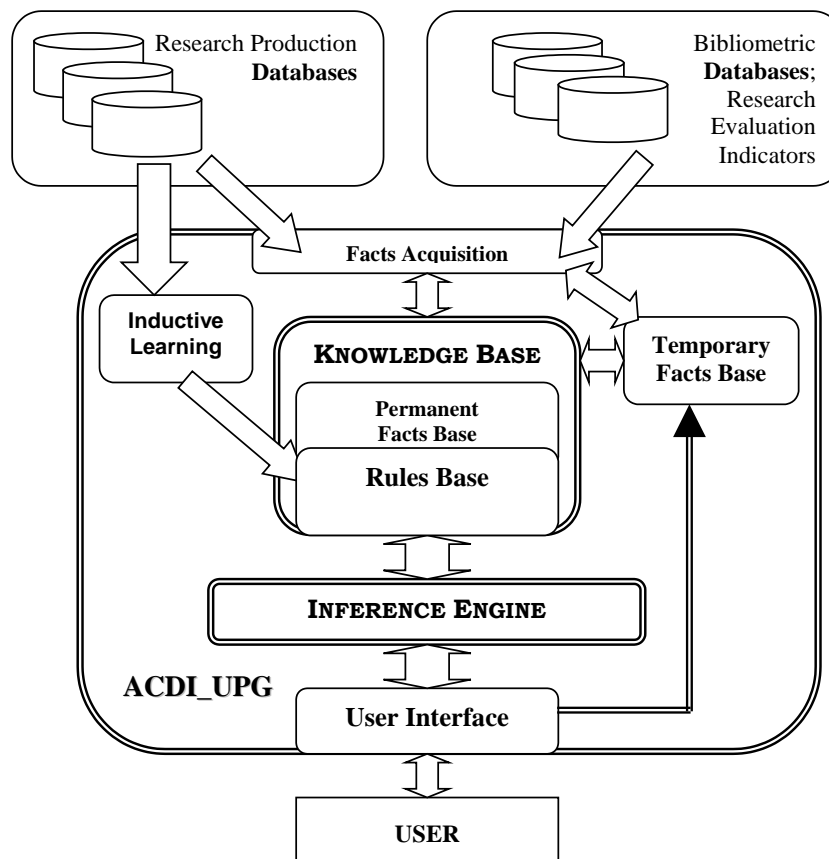 Research Production
Databases
Bibliometric
Databases;
Research
Evaluation
Indicators
Facts Acquisition
Inductive
Learning
KNOWLEDGE BASE
Temporary
Facts Base
Permanent
Facts Base
Rules Base
INFERENCE ENGINE
ACDI_UPG
User Interface
USER